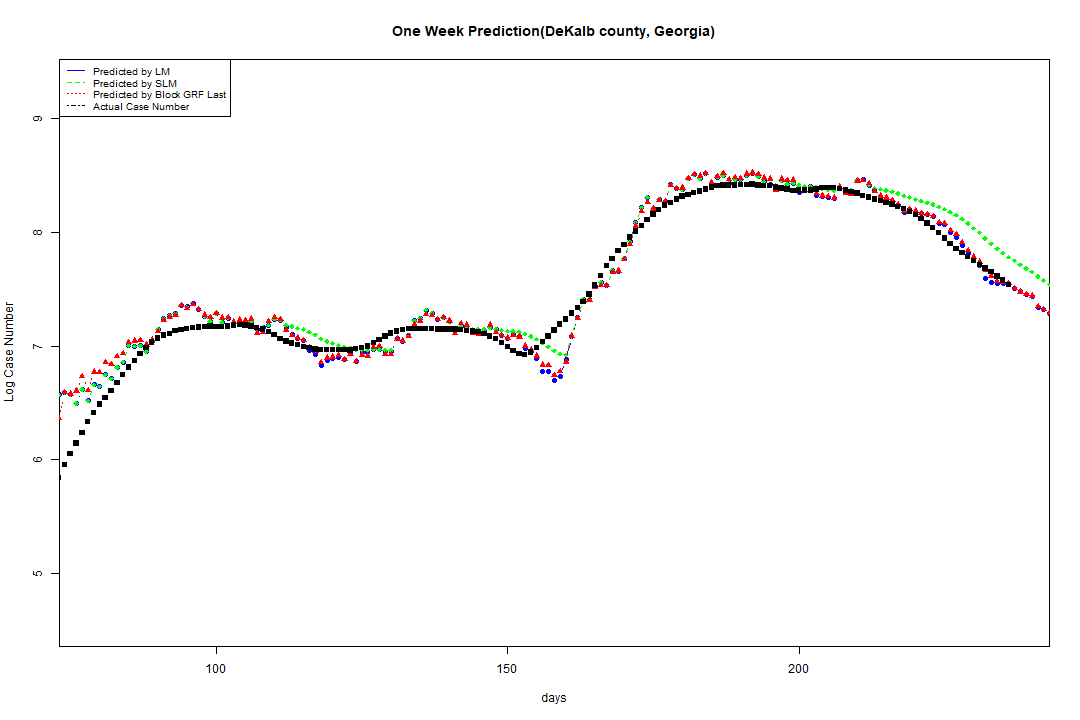 One Week Prediction(DeKalb county, Georgia)
Predicted by LM
Predicted by SLM
Predicted by Block GRF Last
Actual Case Number
9
8
7
6
5
Log Case Number
100 150 200
days